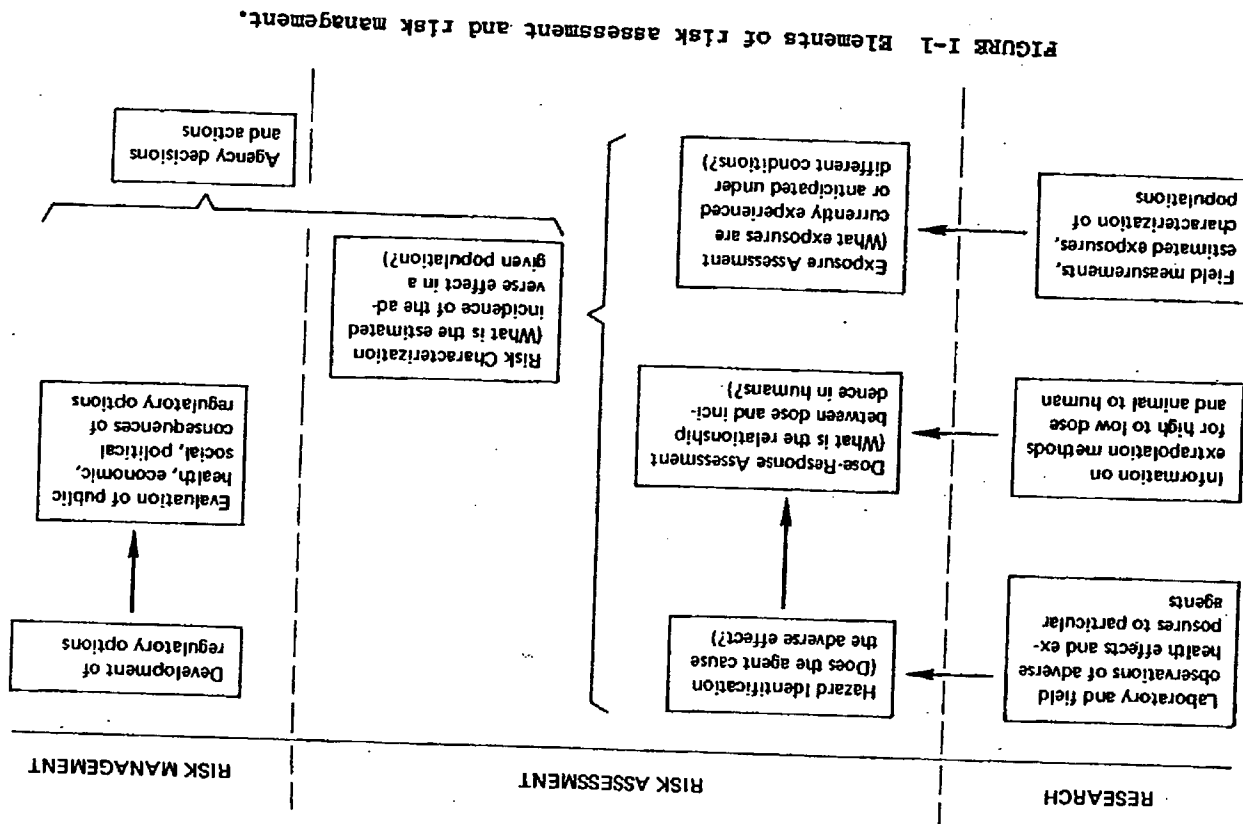 RESEARCH
RISK ASSESSMENT
RISK MANAGEMENT
Laboratory and field
observations of adverse
health effects and ex-
posures to particular
agents
Information on
extrapolation methods
for high to low dose
and animal to human
Field measurements,
estimated exposures,
characterization of
populations
Hazard Identification
(Does the agent cause
the adverse effect?)
Dose-Response Assessment
(What is the relationship
between dose and inci-
dence in humans?)
Exposure Assessment
(What exposures are
currently experienced
or anticipated under
different conditions?)
Risk Characterization
(What is the estimated
incidence of the ad-
verse effect in a
given population?)
Development of
regulatory options
Evaluation of public
health, economic,
social, political
consequences of
regulatory options
Agency decisions
and actions
FIGURE I-1 Elements of risk assessment and risk management.